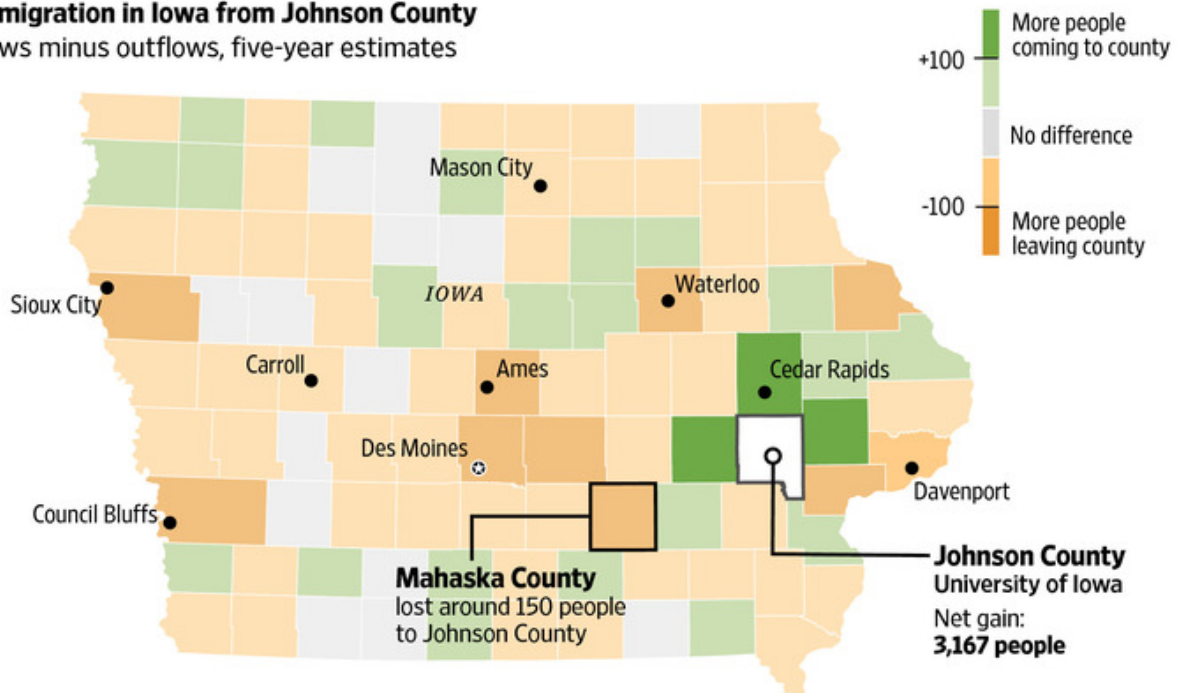 migration in Iowa from Johnson County
ws minus outflows, five-year estimates
More people
coming to county
+100
No difference
-100
More people
leaving county
Mason City
Sioux City
IOWA
Waterloo
Carroll
Ames
Cedar Rapids
Des Moines
Davenport
Council Bluffs
Mahaska County
lost around 150 people
to Johnson County
Johnson County
University of Iowa
Net gain:
3,167 people